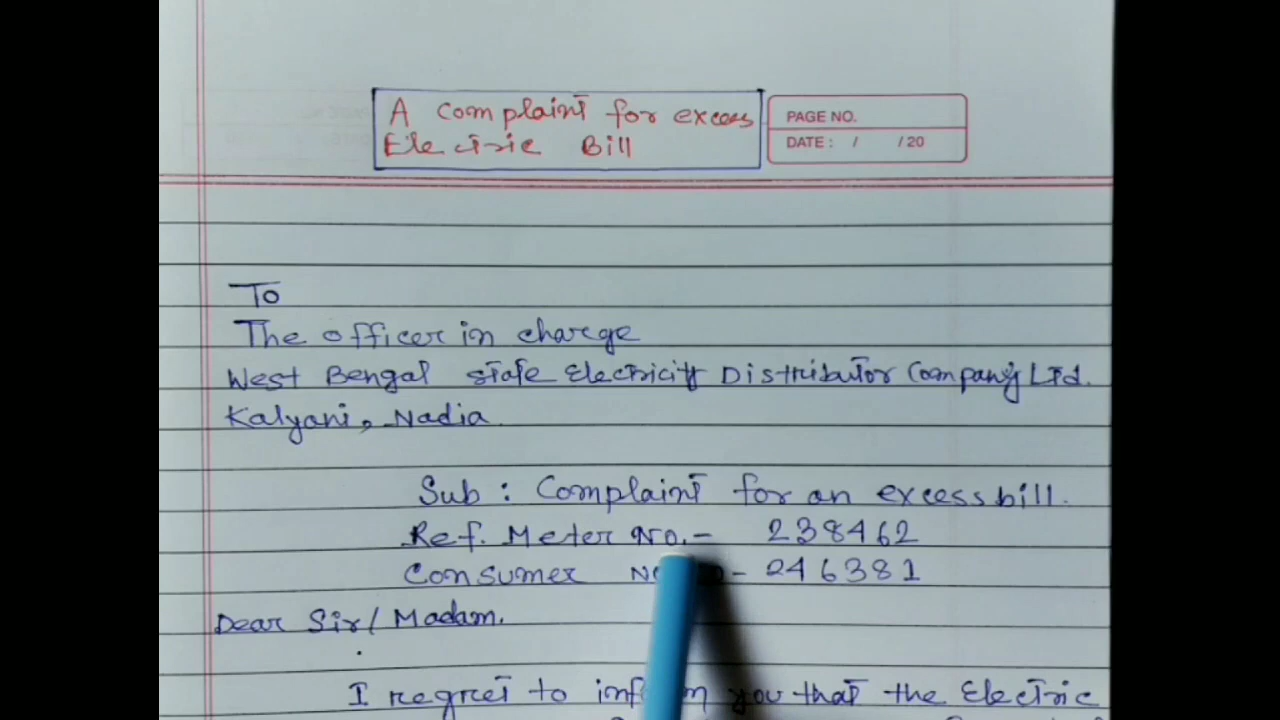 A complaint for excess
Electric Bill
PAGE NO.
DATE : / /20
To
The officer in charge
West Bengal state Electricity Distributor Company Ltd.
Kalyani, Nadia
Sub : Complaint for an excess bill.
Ref. Meter No.- 238462
Consumer - 246381
Dear Sir/ Madam.
I regret to inform you that the Electric